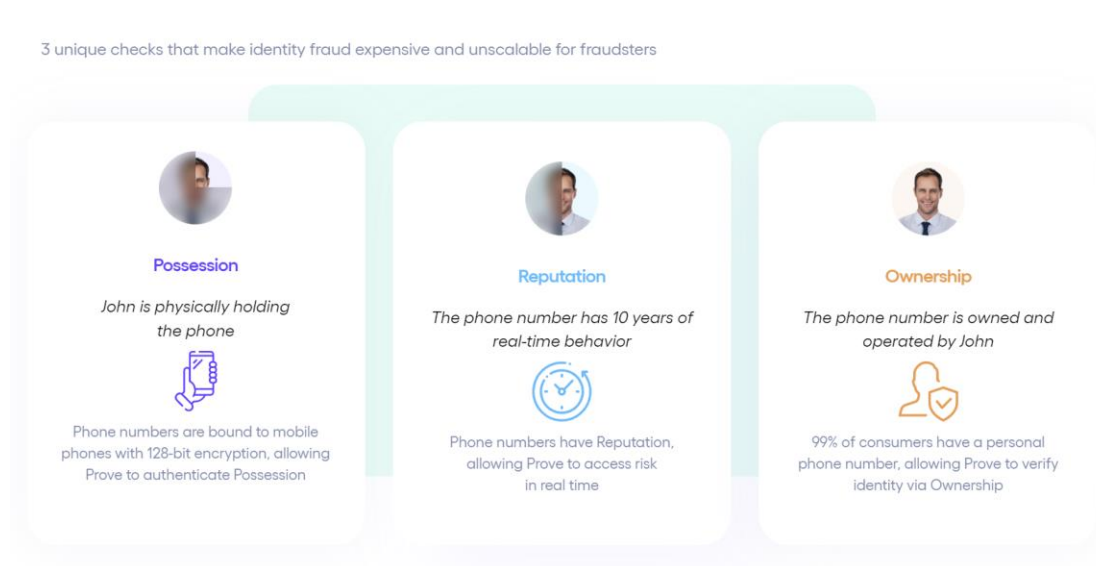 3 unique checks that make identity fraud expensive and unscalable for fraudsters
Possession
John is physically holding
the phone
Phone numbers are bound to mobile
phones with 128-bit encryption, allowing
Prove to authenticate Possession
Reputation
The phone number has 10 years of
real-time behavior
Phone numbers have Reputation,
allowing Prove to access risk
in real time
Ownership
The phone number is owned and
operated by John
99% of consumers have a personal
phone number, allowing Prove to verify
identity via Ownership